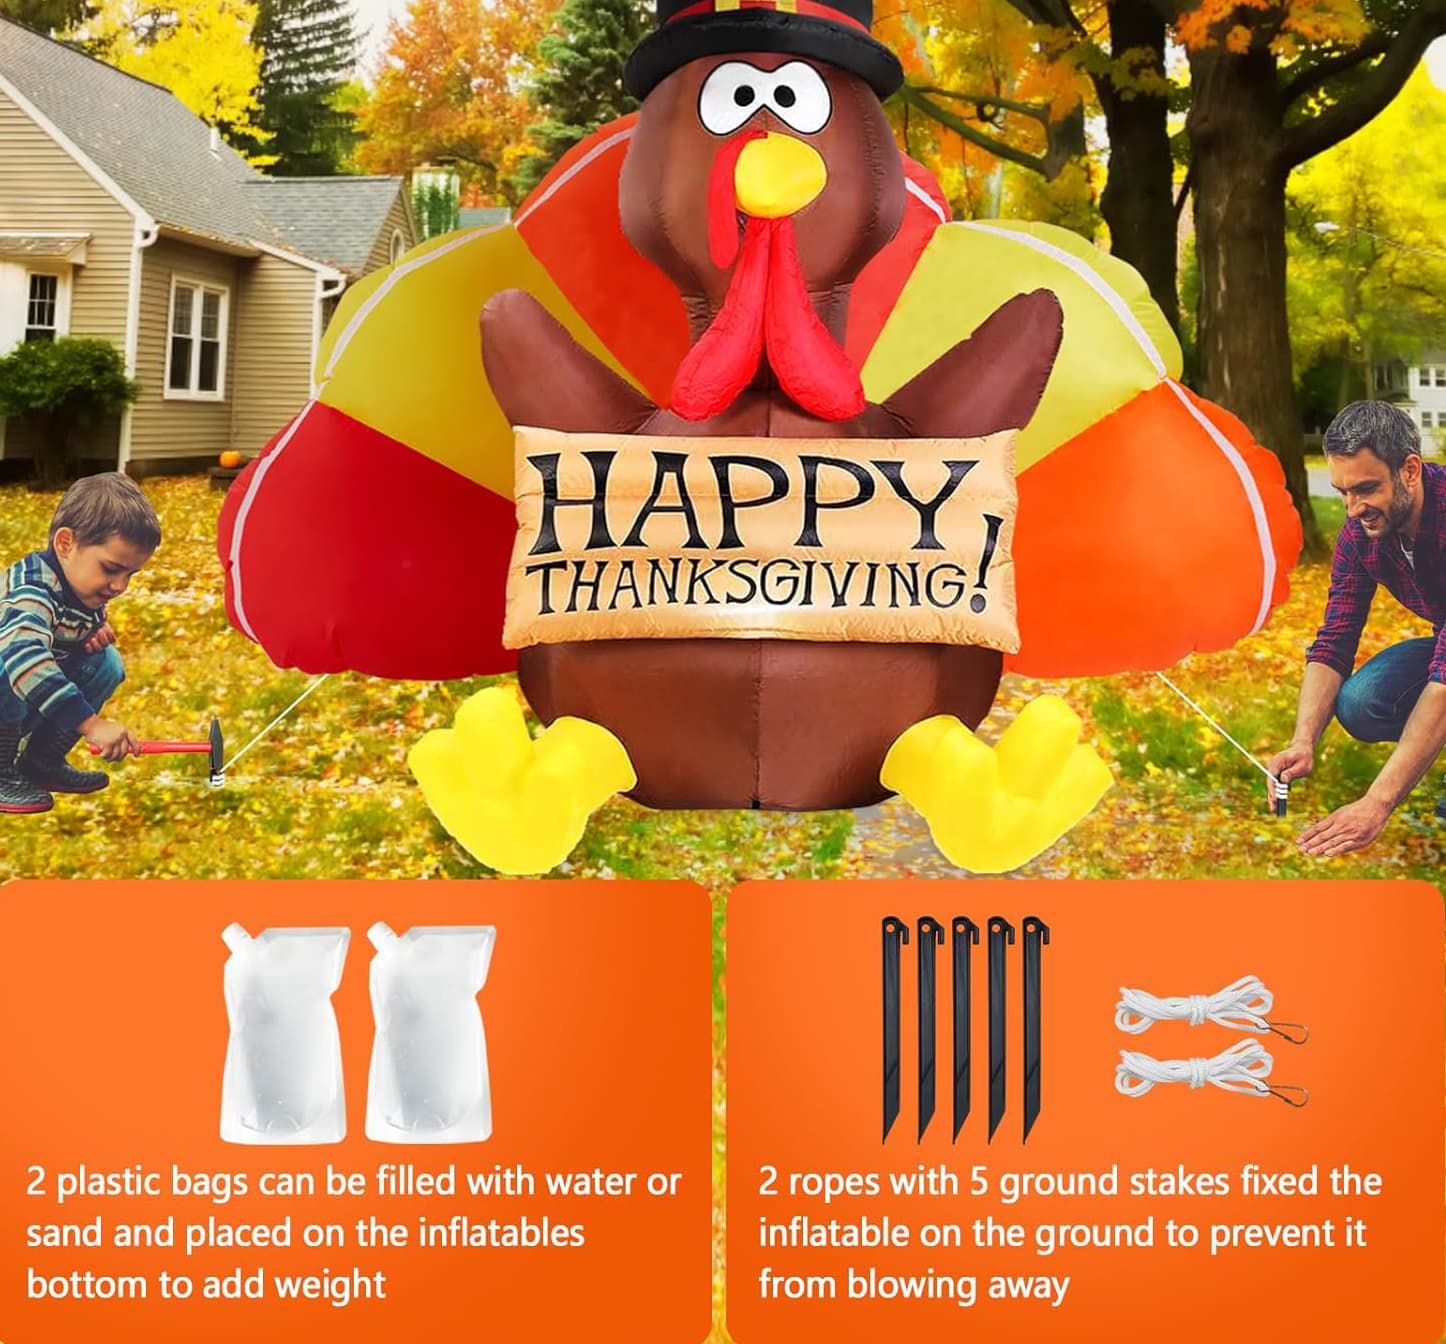 HAPPY
THANKSGIVING!
2 plastic bags can be filled with water or
sand and placed on the inflatables
bottom to add weight
2 ropes with 5 ground stakes fixed the
inflatable on the ground to prevent it
from blowing away